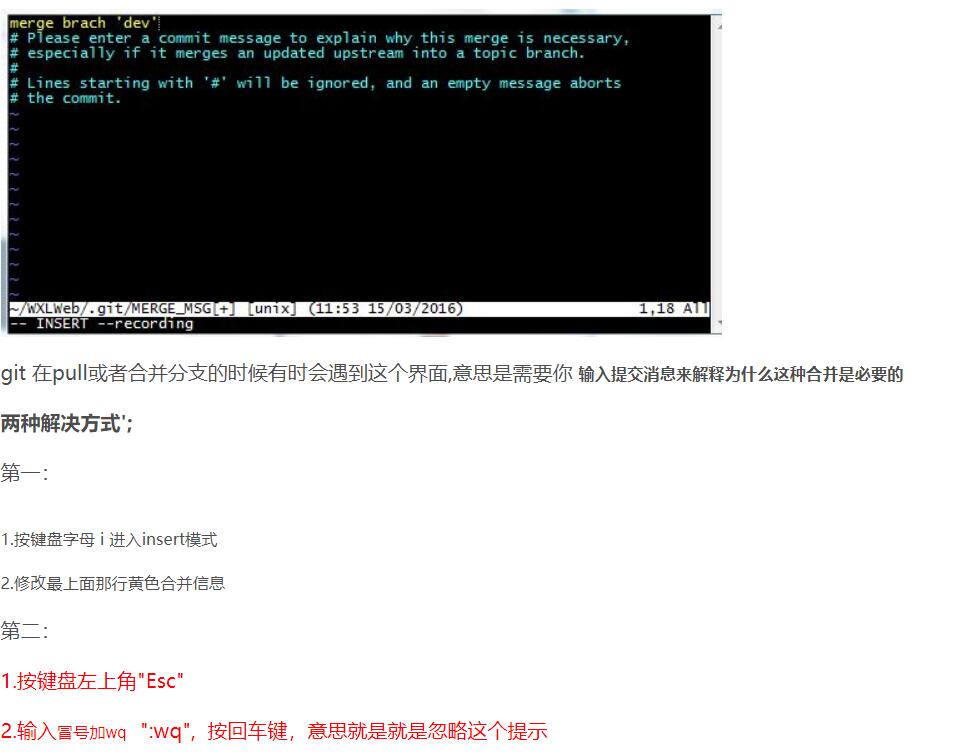 merge brach 'dev'
# Please enter a commit message to explain why this merge is necessary,
# especially if it merges an updated upstream into a topic branch.
#
# Lines starting with '#' will be ignored, and an empty message aborts
# the commit.
~
~
~
~
~
~
~
~
~
~
~
~
~
~/WXLWeb/.git/MERGE_MSG[+] [unix] (11:53 15/03/2016) 1,18 All
-- INSERT --recording
git 在pull或者合并分支的时候有时会遇到这个界面,意思是需要你 输入提交消息来解释为什么这种合并是必要的
两种解决方式';
第一：
1.按键盘字母 i 进入insert模式
2.修改最上面那行黄色合并信息
第二：
1.按键盘左上角"Esc"
2.输入冒号加wq ":wq"，按回车键，意思就是就是忽略这个提示